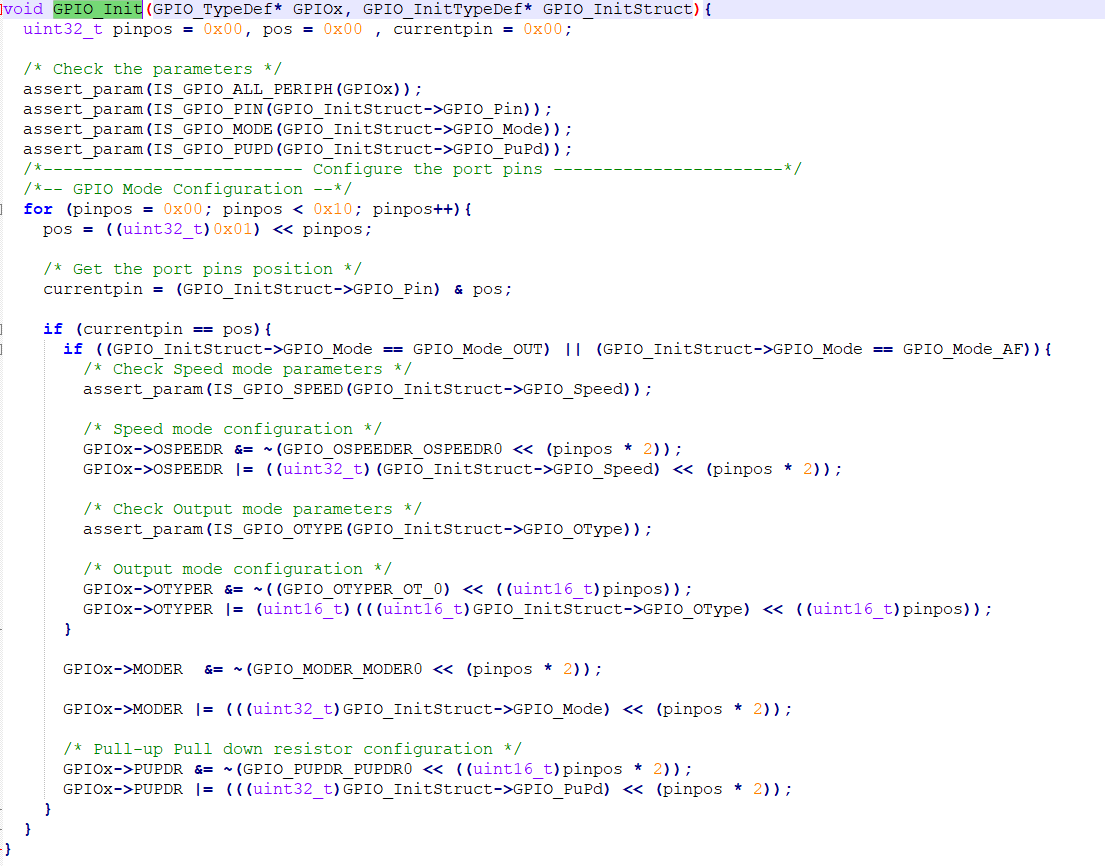 void GPIO_Init(GPIO_TypeDef* GPIOx, GPIO_InitTypeDef* GPIO_InitStruct){
  uint32_t pinpos = 0x00, pos = 0x00 , currentpin = 0x00;

  /* Check the parameters */
  assert_param(IS_GPIO_ALL_PERIPH(GPIOx));
  assert_param(IS_GPIO_PIN(GPIO_InitStruct->GPIO_Pin));
  assert_param(IS_GPIO_MODE(GPIO_InitStruct->GPIO_Mode));
  assert_param(IS_GPIO_PUPD(GPIO_InitStruct->GPIO_PuPd));
  /*-------------------------- Configure the port pins -----------------------*/
  /*-- GPIO Mode Configuration --*/
  for (pinpos = 0x00; pinpos < 0x10; pinpos++){
    pos = ((uint32_t)0x01) << pinpos;

    /* Get the port pins position */
    currentpin = (GPIO_InitStruct->GPIO_Pin) & pos;

    if (currentpin == pos){
      if ((GPIO_InitStruct->GPIO_Mode == GPIO_Mode_OUT) || (GPIO_InitStruct->GPIO_Mode == GPIO_Mode_AF)){
        /* Check Speed mode parameters */
        assert_param(IS_GPIO_SPEED(GPIO_InitStruct->GPIO_Speed));

        /* Speed mode configuration */
        GPIOx->OSPEEDR &= ~(GPIO_OSPEEDER_OSPEEDR0 << (pinpos * 2));
        GPIOx->OSPEEDR |= ((uint32_t)(GPIO_InitStruct->GPIO_Speed) << (pinpos * 2));

        /* Check Output mode parameters */
        assert_param(IS_GPIO_OTYPE(GPIO_InitStruct->GPIO_OType));

        /* Output mode configuration */
        GPIOx->OTYPER &= ~((GPIO_OTYPER_OT_0) << ((uint16_t)pinpos));
        GPIOx->OTYPER |= (uint16_t)(((uint16_t)GPIO_InitStruct->GPIO_OType) << ((uint16_t)pinpos));
      }

      GPIOx->MODER  &= ~(GPIO_MODER_MODER0 << (pinpos * 2));

      GPIOx->MODER |= (((uint32_t)GPIO_InitStruct->GPIO_Mode) << (pinpos * 2));

      /* Pull-up Pull down resistor configuration */
      GPIOx->PUPDR &= ~(GPIO_PUPDR_PUPDR0 << ((uint16_t)pinpos * 2));
      GPIOx->PUPDR |= (((uint32_t)GPIO_InitStruct->GPIO_PuPd) << (pinpos * 2));
    }
  }
}